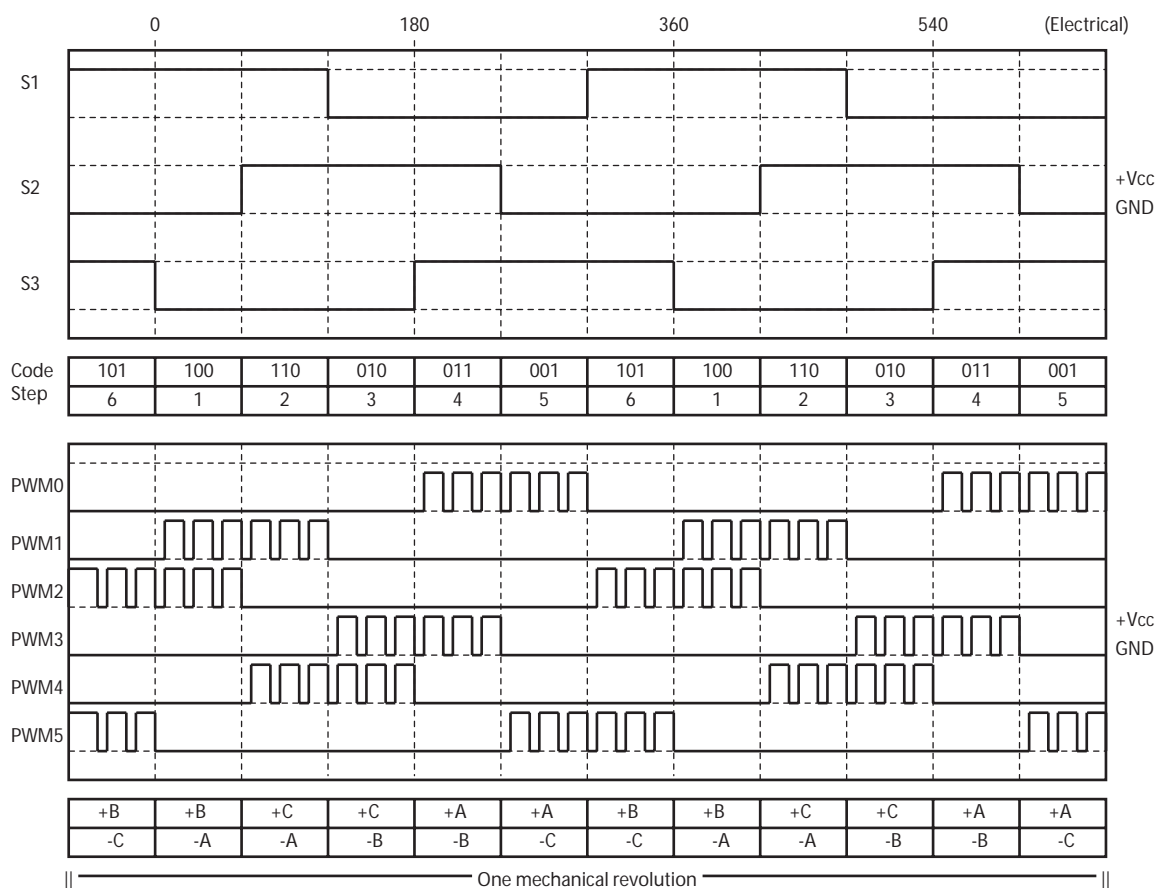 0 180 360 540 (Electrical)
S1
S2
+Vcc
GND
S3
Code 101 100 110 010 011 001 101 100 110 010 011 001
Step 6 1 2 3 4 5 6 1 2 3 4 5
PWM0
PWM1
PWM2
PWM3
+Vcc
GND
PWM4
PWM5
+B +B +C +C +A +A +B +B +C +C +A +A
-C -A -A -B -B -C -C -A -A -B -B -C
One mechanical revolution